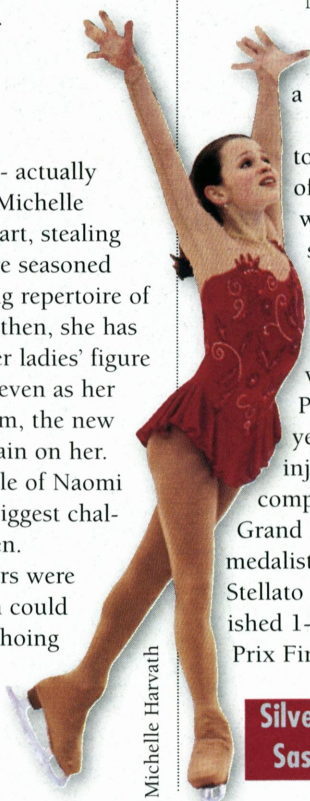 - actually
Michelle
art, stealing
e seasoned
g repertoire of
then, she has
er ladies' figure
even as her
m, the new
ain on her.
le of Naomi
iggest chal-
en.
rs were
could
hoing
Michelle Harvath
a
to
of
w
s
P
ye
inj
comp
Grand
medalist
Stellato
ished 1-
Prix Fin
Silve
Sas